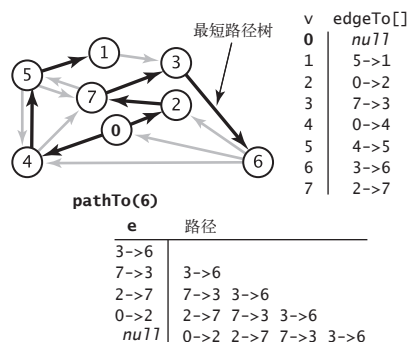 最短路径树
1
3
5
7
2
0
4
6
v edgeTo[]
0 null
1 5->1
2 0->2
3 7->3
4 0->4
5 4->5
6 3->6
7 2->7
pathTo(6)
e 路径
3->6
7->3 3->6
2->7 7->3 3->6
0->2 2->7 7->3 3->6
null 0->2 2->7 7->3 3->6